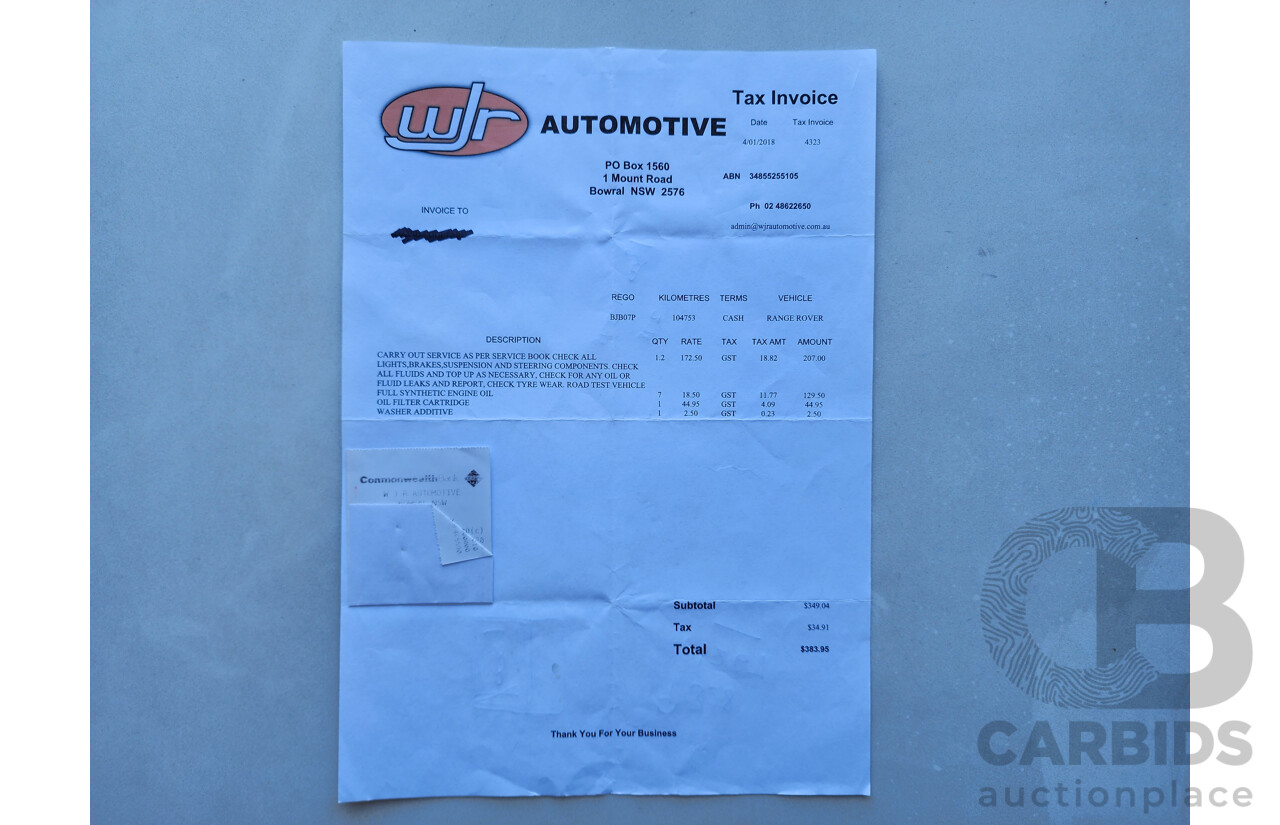 wjr
AUTOMOTIVE
Tax Invoice
Date Tax Invoice
4/01/2018 4323
PO Box 1560
1 Mount Road
Bowral NSW 2576
ABN 34855255105
Ph 02 48622650
admin@wjrautomotive.com.au
INVOICE TO
REGO KILOMETRES TERMS VEHICLE
BJB07P 104753 CASH RANGE ROVER
DESCRIPTION QTY RATE TAX TAX AMT AMOUNT
CARRY OUT SERVICE AS PER SERVICE BOOK CHECK ALL 1.2 172.50 GST 18.82 207.00
LIGHTS,BRAKES,SUSPENSION AND STEERING COMPONENTS. CHECK
ALL FLUIDS AND TOP UP AS NECESSARY, CHECK FOR ANY OIL OR
FLUID LEAKS AND REPORT, CHECK TYRE WEAR. ROAD TEST VEHICLE
FULL SYNTHETIC ENGINE OIL 7 18.50 GST 11.77 129.50
OIL FILTER CARTRIDGE 1 44.95 GST 4.09 44.95
WASHER ADDITIVE 1 2.50 GST 0.23 2.50
Commonwealth
W J R AUTOMOTIVE
Subtotal $349.04
Tax $34.91
Total $383.95
Thank You For Your Business
CB
CARBIDS
auctionplace